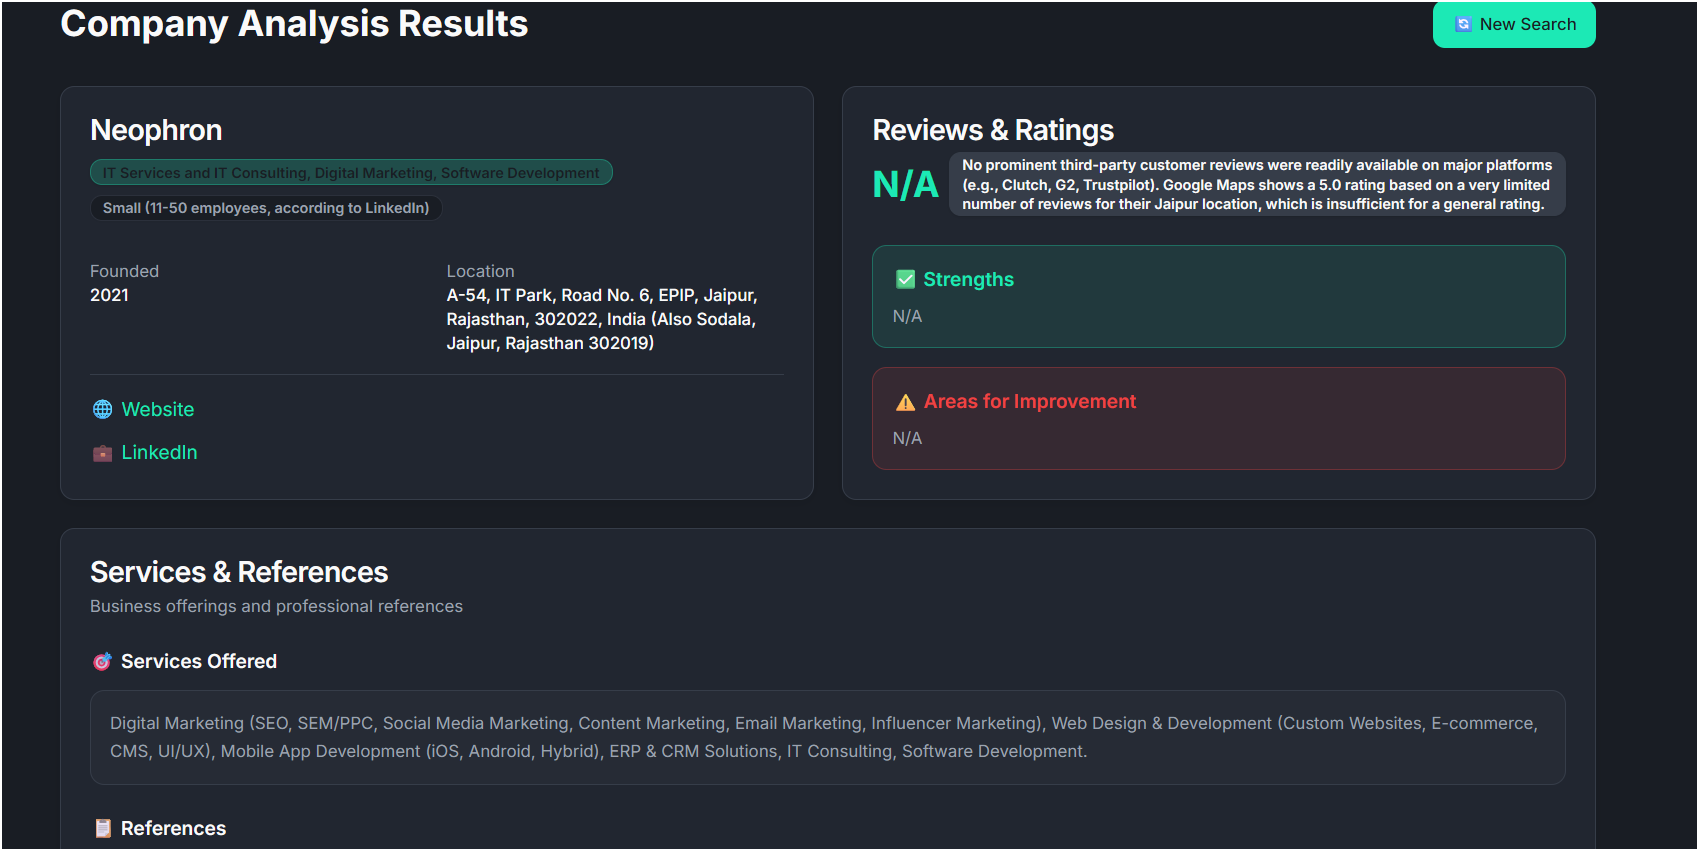 Company Analysis Results
New Search
Neophron
IT Services and IT Consulting, Digital Marketing, Software Development
Small (11-50 employees, according to LinkedIn)
Founded
2021
Location
A-54, IT Park, Road No. 6, EPIP, Jaipur,
Rajasthan, 302022, India (Also Sodala,
Jaipur, Rajasthan 302019)
Website
LinkedIn
Reviews & Ratings
N/A
No prominent third-party customer reviews were readily available on major platforms
(e.g., Clutch, G2, Trustpilot). Google Maps shows a 5.0 rating based on a very limited
number of reviews for their Jaipur location, which is insufficient for a general rating.
Strengths
N/A
Areas for Improvement
N/A
Services & References
Business offerings and professional references
Services Offered
Digital Marketing (SEO, SEM/PPC, Social Media Marketing, Content Marketing, Email Marketing, Influencer Marketing), Web Design & Development (Custom Websites, E-commerce,
CMS, UI/UX), Mobile App Development (iOS, Android, Hybrid), ERP & CRM Solutions, IT Consulting, Software Development.
References